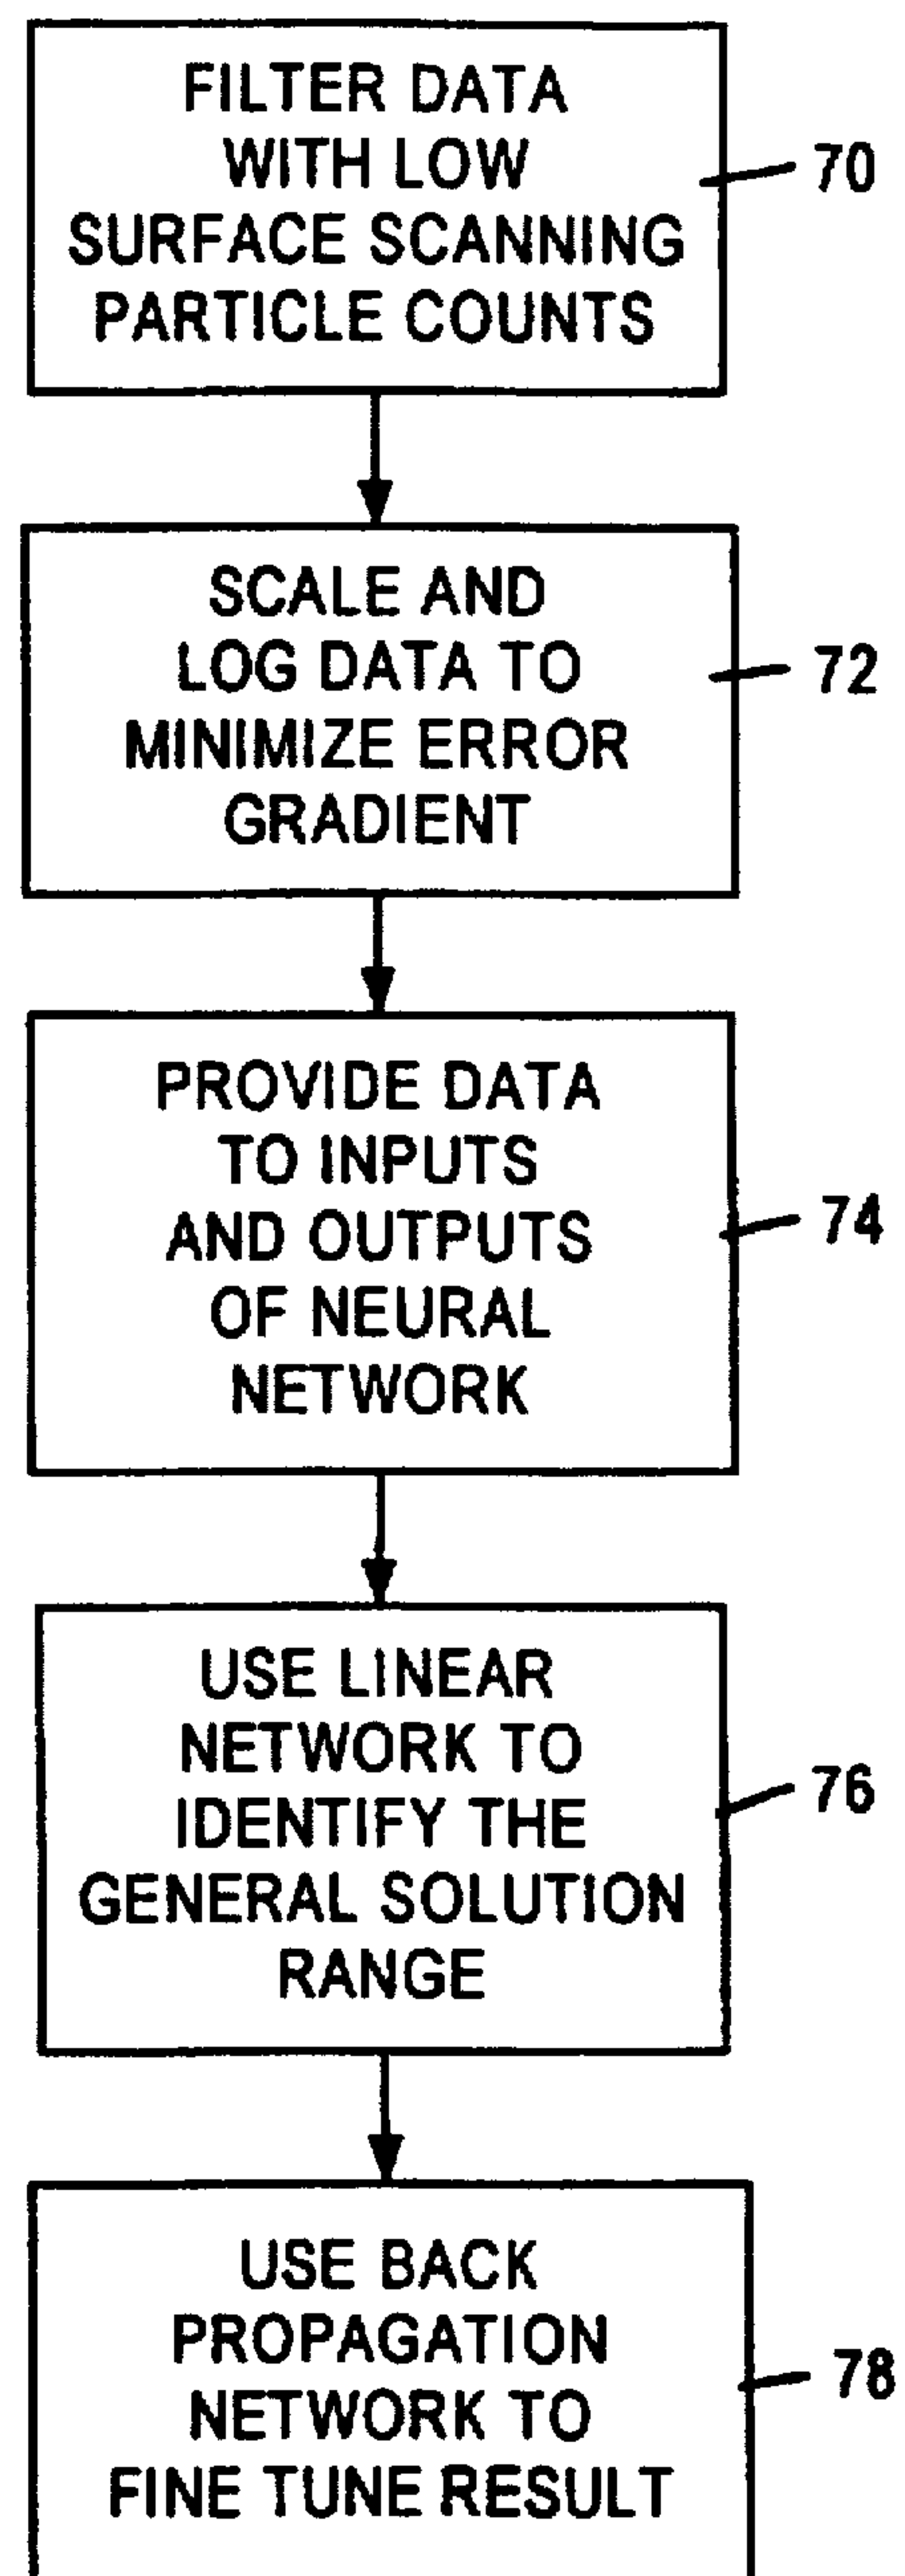 FILTER DATA
WITH LOW
SURFACE SCANNING
PARTICLE COUNTS
70
SCALE AND
LOG DATA TO
MINIMIZE ERROR
GRADIENT
72
PROVIDE DATA
TO INPUTS
AND OUTPUTS
OF NEURAL
NETWORK
74
USE LINEAR
NETWORK TO
IDENTIFY THE
GENERAL SOLUTION
RANGE
76
USE BACK
PROPAGATION
NETWORK TO
FINE TUNE RESULT
78